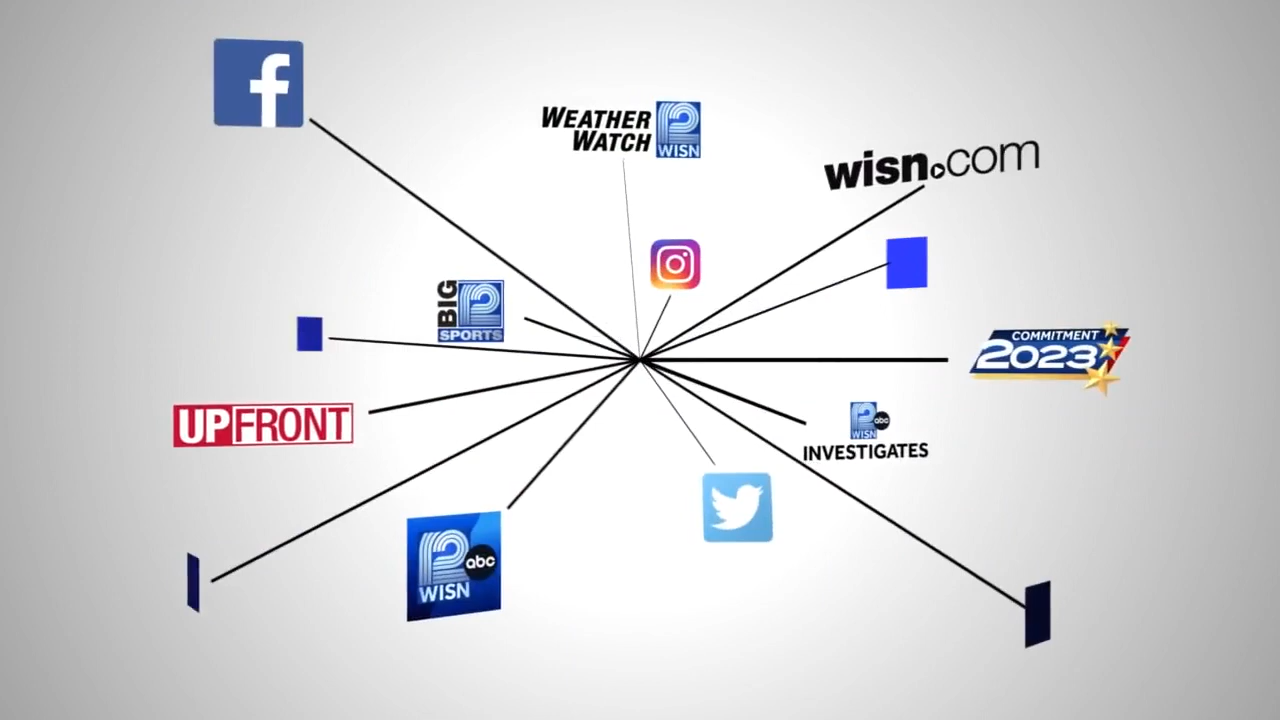 f
WEATHER
WATCH
12
WISN
wisn.com
BIG
12
SPORTS
COMMITMENT
2023
UPFRONT
12
abc
WISN
INVESTIGATES
12
abc
WISN